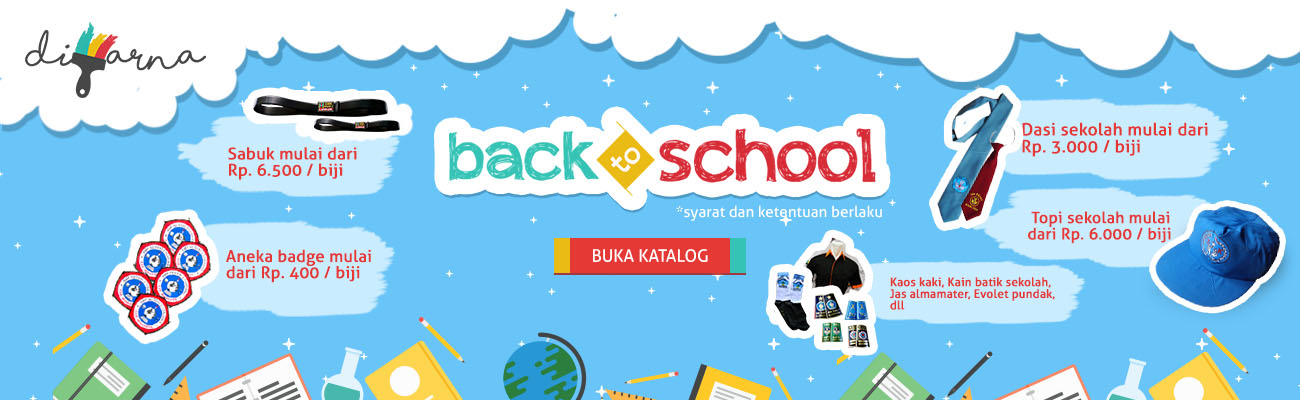 diwarna
Sabuk mulai dari
Rp. 6.500 / biji
Aneka badge mulai
dari Rp. 400 / biji
back to school
*syarat dan ketentuan berlaku
BUKA KATALOG
Dasi sekolah mulai dari
Rp. 3.000 / biji
Topi sekolah mulai
dari Rp. 6.000 / biji
Kaos kaki, Kain batik sekolah,
Jas almamater, Evolet pundak,
dll